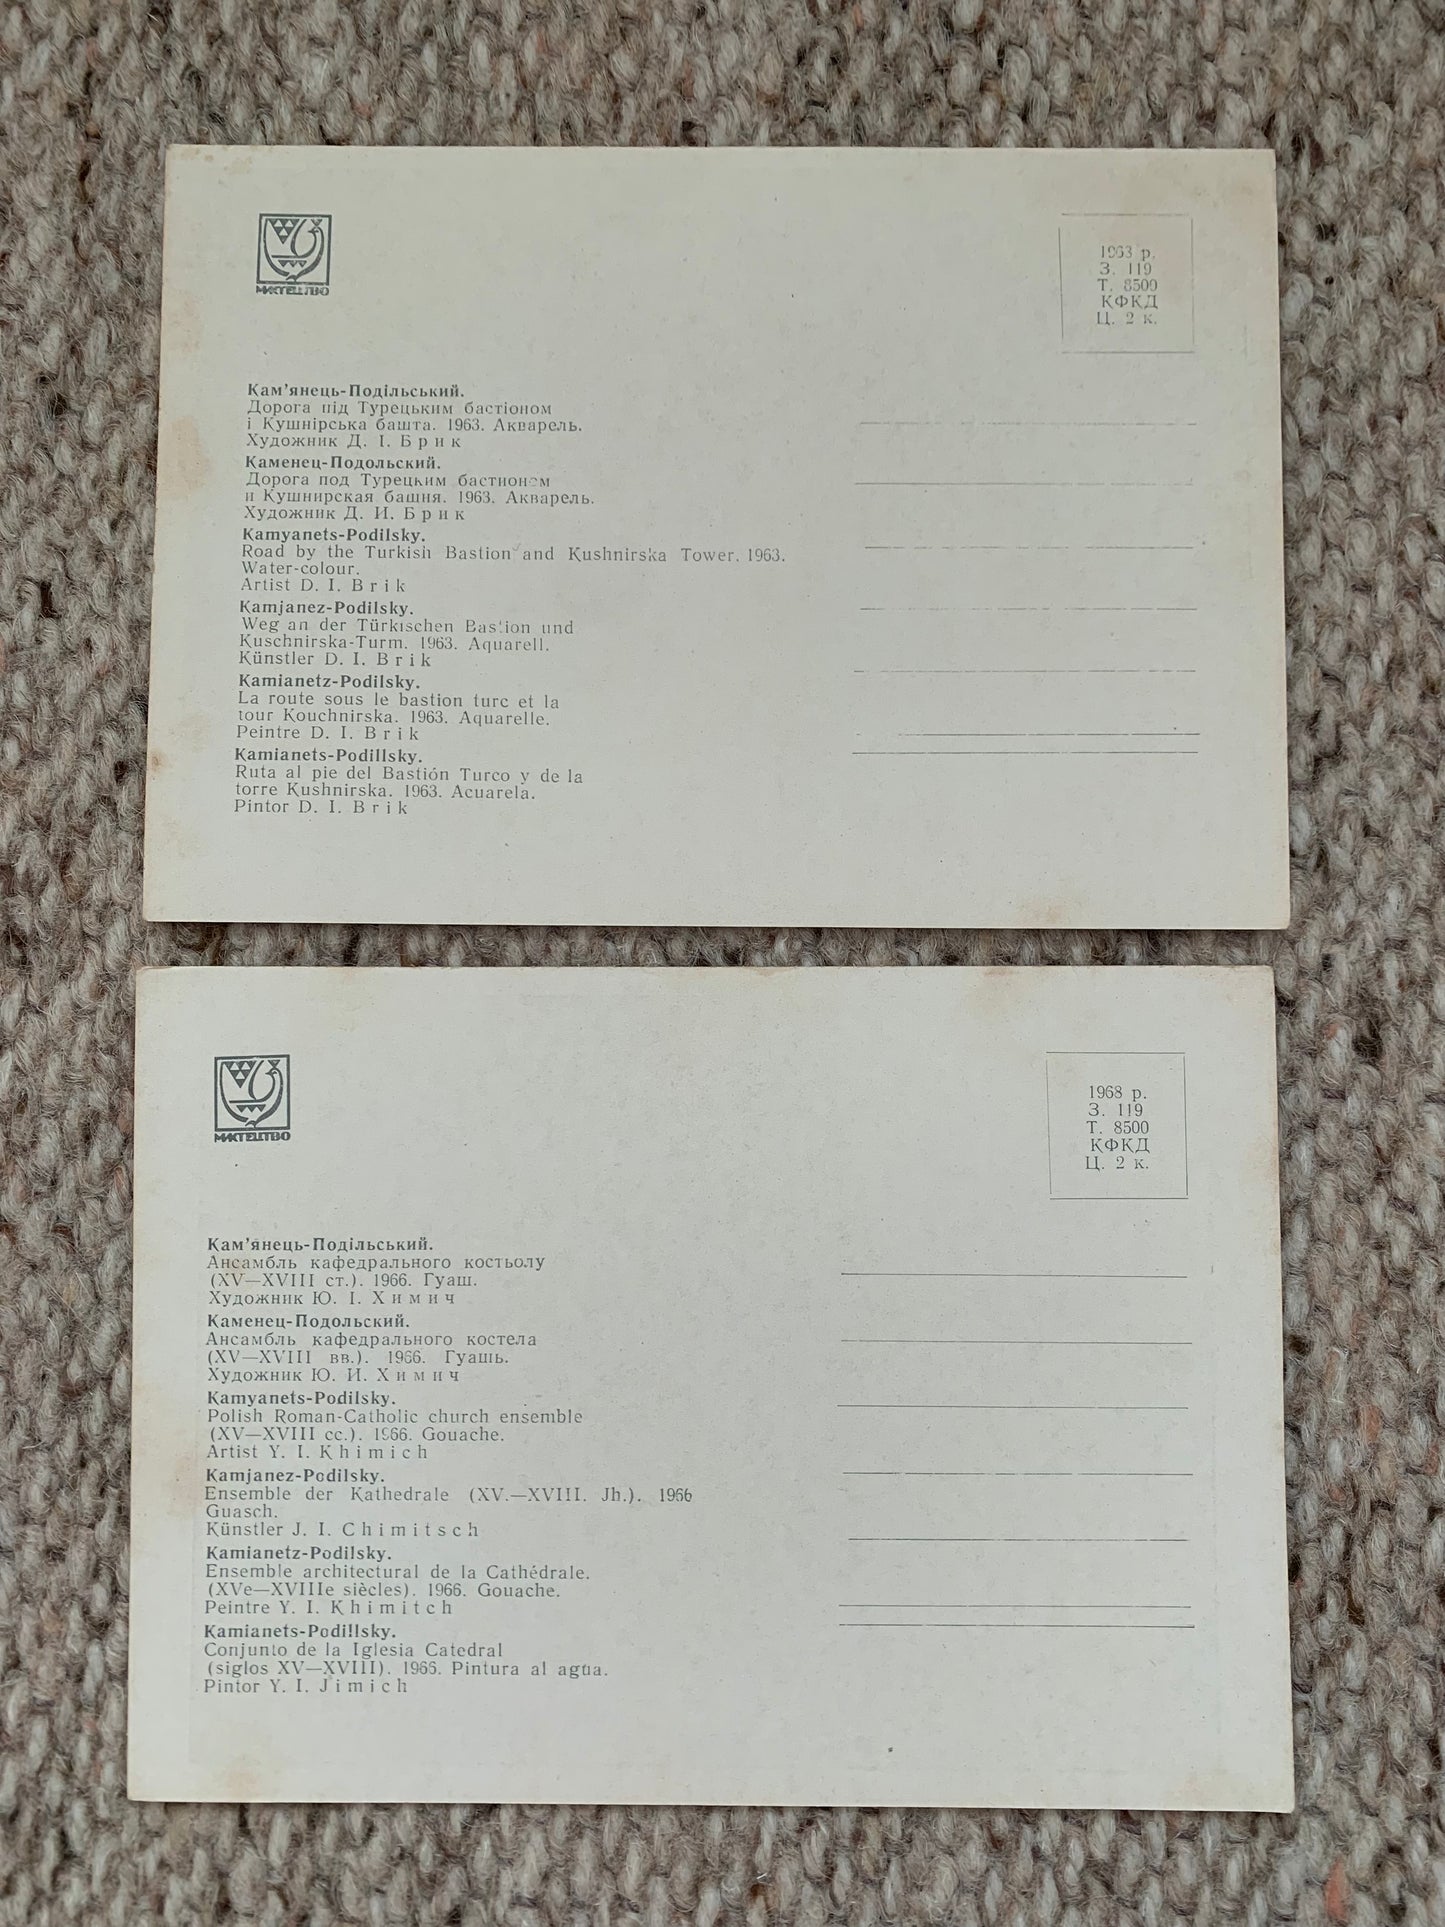 МИСТЕЦТВО
1963 р.
З. 119
Т. 8500
КФКД
Ц. 2 к.
Кам’янець-Подільський.
Дорога під Турецьким бастіоном
і Кушнірська башта. 1963. Акварель.
Художник Д. І. Брик
Каменец-Подольский.
Дорога под Турецким бастионом
и Кушнирская башня. 1963. Акварель.
Художник Д. И. Брик
Kamyanets-Podilsky.
Road by the Turkish Bastion and Kushnirska Tower. 1963.
Water-colour.
Artist D. I. Brik
Kamjanez-Podilsky.
Weg an der Türkischen Bastion und
Kuschnirska-Turm. 1963. Aquarell.
Künstler D. I. Brik
Kamianetz-Podilsky.
La route sous le bastion turc et la
tour Kouchnirska. 1963. Aquarelle.
Peintre D. I. Brik
Kamianets-Podillsky.
Ruta al pie del Bastión Turco y de la
torre Kushnirska. 1963. Acuarela.
Pintor D. I. Brik
МИСТЕЦТВО
1968 р.
З. 119
Т. 8500
КФКД
Ц. 2 к.
Кам’янець-Подільський.
Ансамбль кафедрального костьолу
(XV—XVIII ст.). 1966. Гуаш.
Художник Ю. І. Химич
Каменец-Подольский.
Ансамбль кафедрального костела
(XV—XVIII вв.). 1966. Гуашь.
Художник Ю. И. Химич
Kamyanets-Podilsky.
Polish Roman-Catholic church ensemble
(XV—XVIII cc.). 1966. Gouache.
Artist Y. I. Khimich
Kamjanez-Podilsky.
Ensemble der Kathedrale (XV.—XVIII. Jh.). 1966
Guasch.
Künstler J. I. Chimitsch
Kamianetz-Podilsky.
Ensemble architectural de la Cathédrale.
(XVe—XVIIIe siècles). 1966. Gouache.
Peintre Y. I. Khimitch
Kamianets-Podillsky.
Conjunto de la Iglesia Catedral
(siglos XV—XVIII). 1966. Pintura al agua.
Pintor Y. I. Jimich